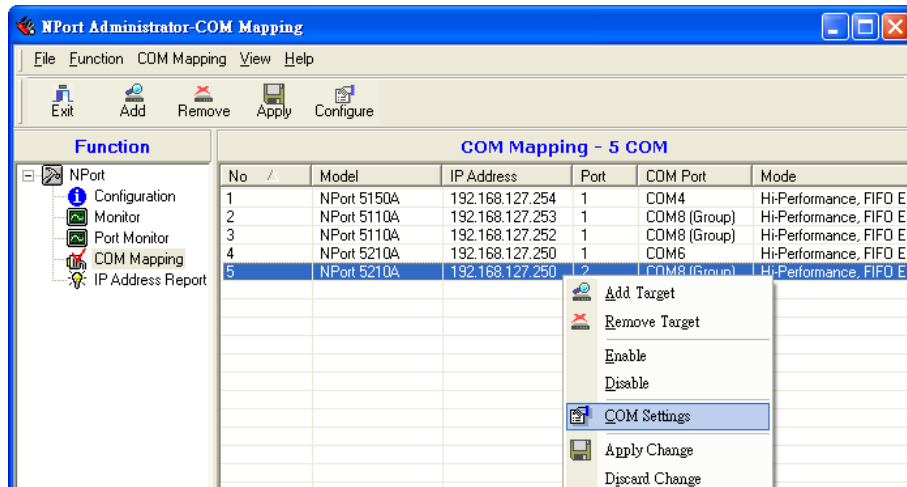 NPort Administrator-COM Mapping
File Function COM Mapping View Help
Exit Add Remove Apply Configure
Function
COM Mapping - 5 COM
NPort
Configuration
Monitor
Port Monitor
COM Mapping
IP Address Report
No Model IP Address Port COM Port Mode
1 NPort 5150A 192.168.127.254 1 COM4 Hi-Performance, FIFO E
2 NPort 5110A 192.168.127.253 1 COM8 (Group) Hi-Performance, FIFO E
3 NPort 5110A 192.168.127.252 1 COM8 (Group) Hi-Performance, FIFO E
4 NPort 5210A 192.168.127.250 1 COM6 Hi-Performance, FIFO E
5 NPort 5210A 192.168.127.250 2 COM8 (Group) Hi-Performance, FIFO E
Add Target
Remove Target
Enable
Disable
COM Settings
Apply Change
Discard Change